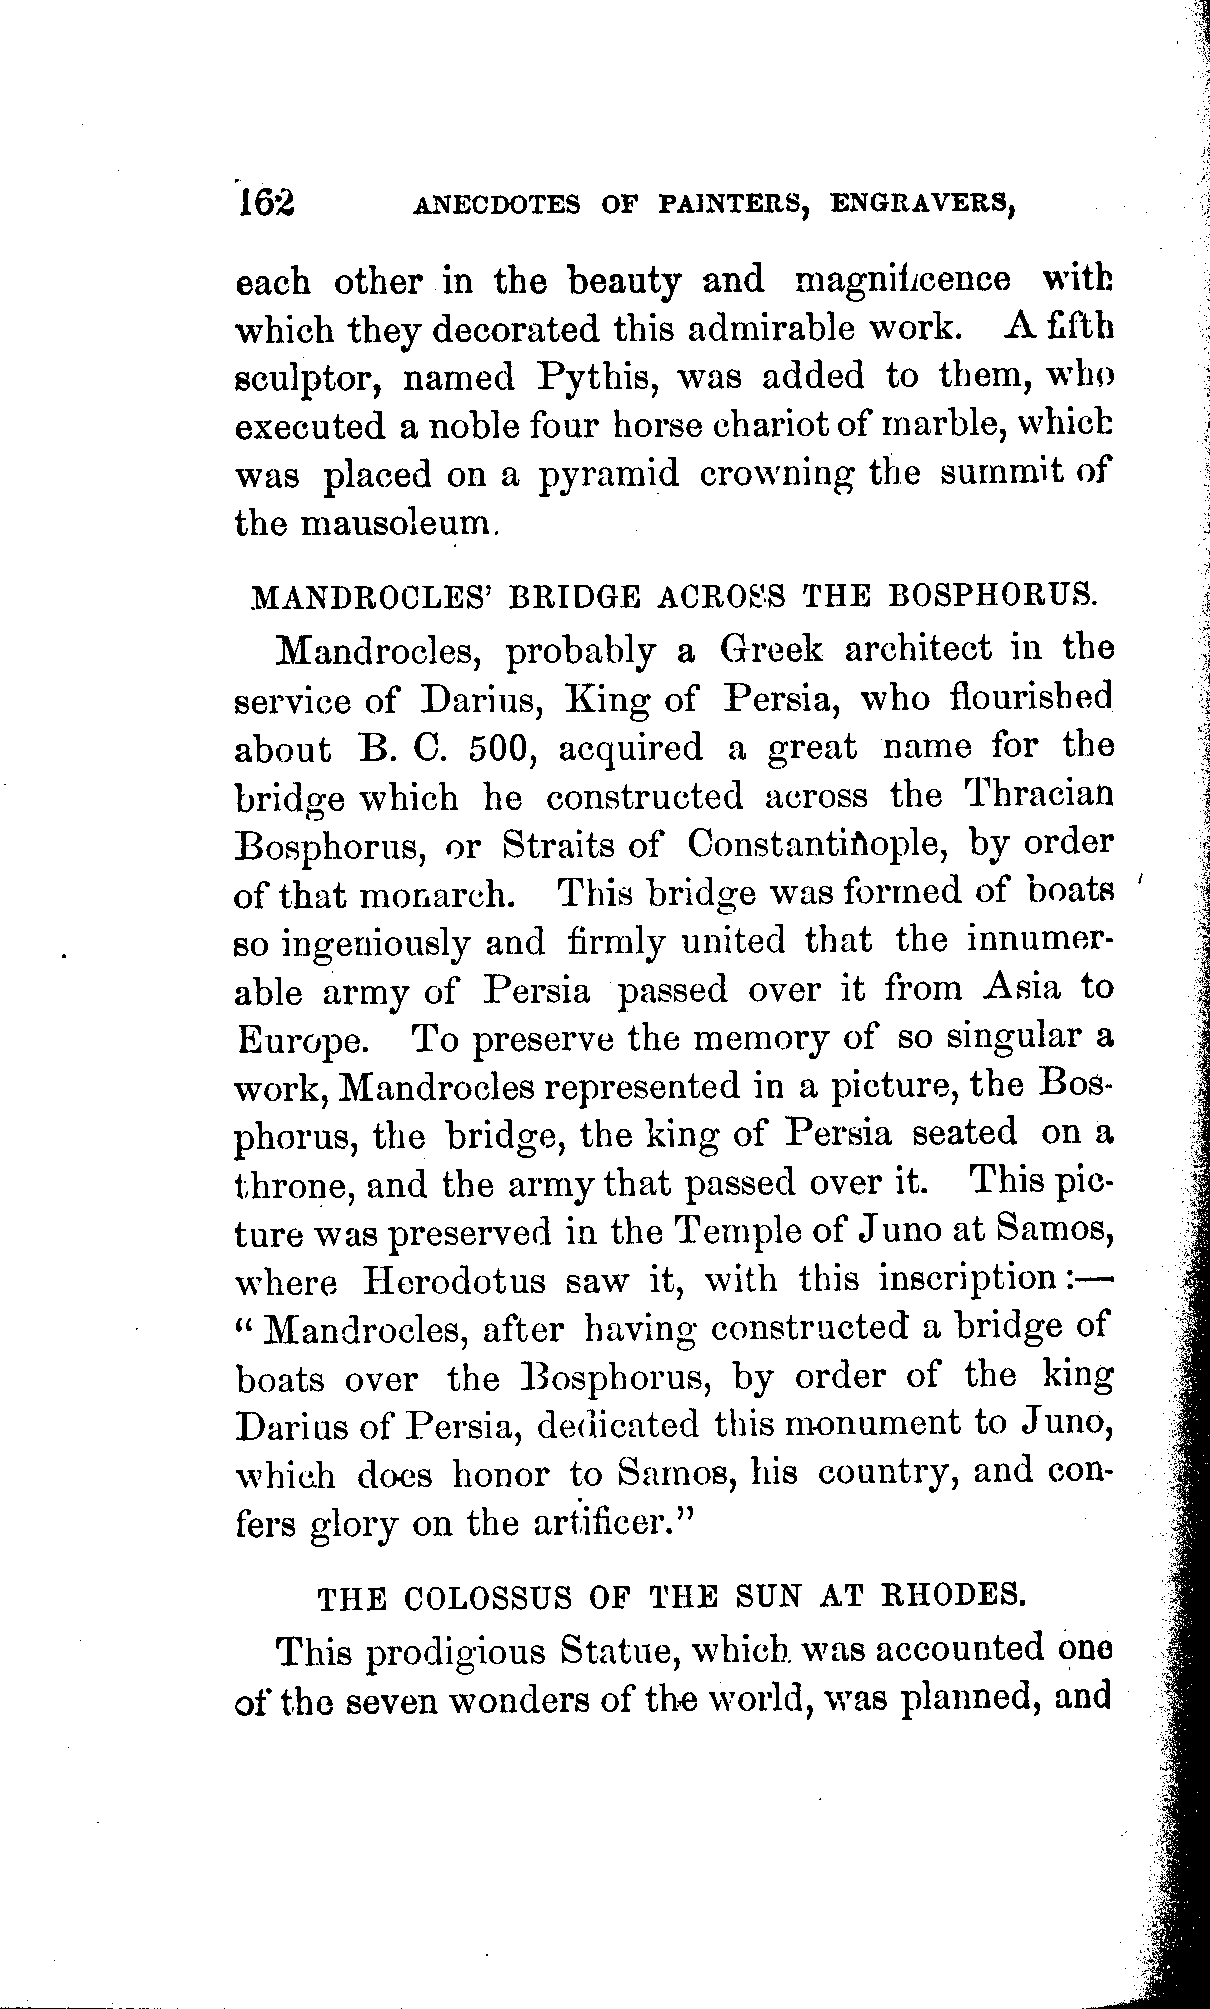 162 ANECDOTES OF PAINTERS, ENGRAVERS,
each other in the beauty and magnificence with
which they decorated this admirable work. A fifth
sculptor, named Pythis, was added to them, who
executed a noble four horse chariot of marble, which
was placed on a pyramid crowning the summit of
the mausoleum.
MANDROCLES' BRIDGE ACROSS THE BOSPHORUS.
Mandrocles, probably a Greek architect in the
service of Darius, King of Persia, who flourished
about B. C. 500, acquired a great name for the
bridge which he constructed across the Thracian
Bosphorus, or Straits of Constantinople, by order
of that monarch. This bridge was formed of boats
so ingeniously and firmly united that the innumer-
able army of Persia passed over it from Asia to
Europe. To preserve the memory of so singular a
work, Mandrocles represented in a picture, the Bos-
phorus, the bridge, the king of Persia seated on a
throne, and the army that passed over it. This pic-
ture was preserved in the Temple of Juno at Samos,
where Herodotus saw it, with this inscription:—
"Mandrocles, after having constructed a bridge of
boats over the Bosphorus, by order of the king
Darius of Persia, dedicated this monument to Juno,
which does honor to Samos, his country, and con-
fers glory on the artificer."
THE COLOSSUS OF THE SUN AT RHODES.
This prodigious Statue, which was accounted one
of the seven wonders of the world, was planned, and